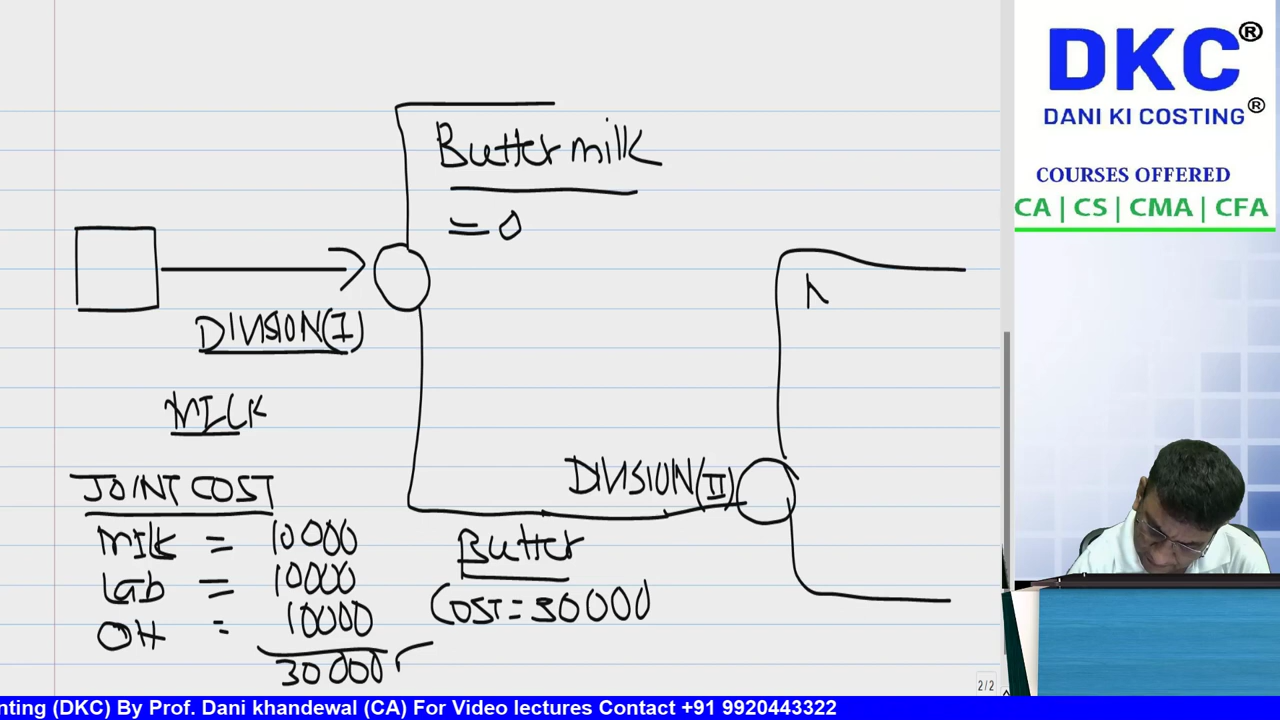 Buttermilk
= 0
DIVISION(I)
MILK
JOINT COST
Milk = 10000
Lab = 10000
OH = 10000
30000
DIVISION(II)
Butter
COST = 30000
DKC®
DANI KI COSTING®
COURSES OFFERED
CA | CS | CMA | CFA
2/2
nting (DKC) By Prof. Dani khandewal (CA) For Video lectures Contact +91 9920443322